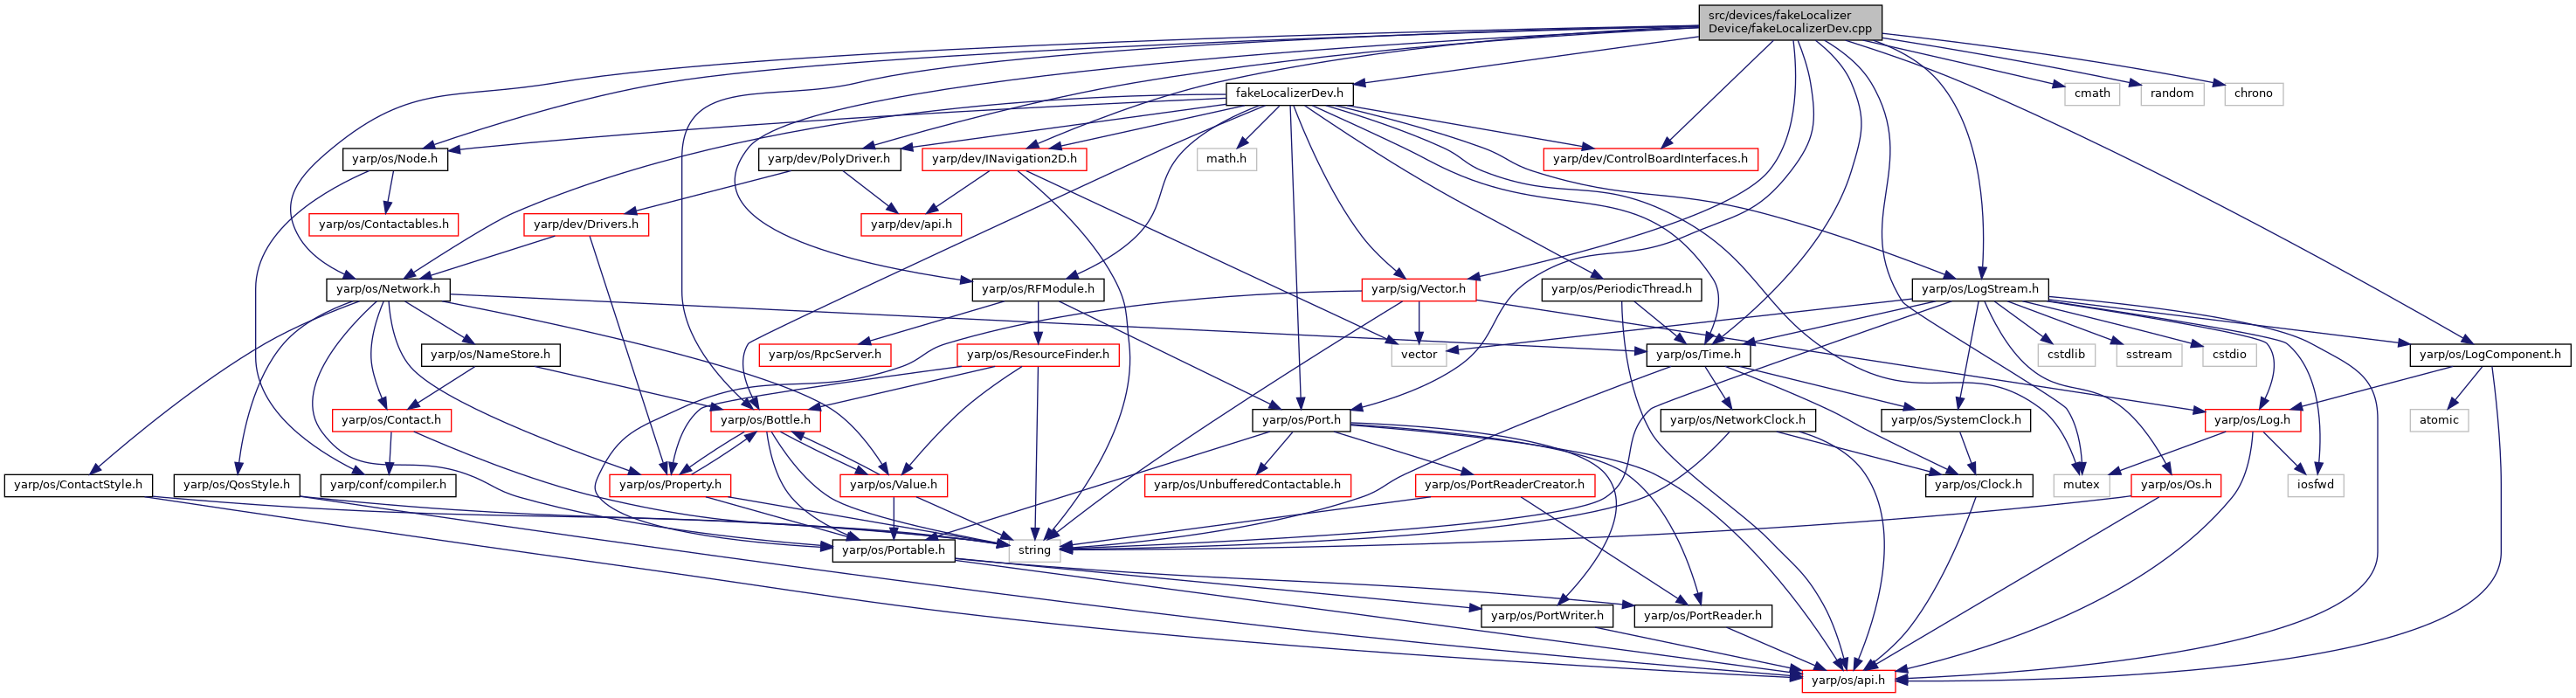 src/devices/fakeLocalizer
Device/fakeLocalizerDev.cpp
fakeLocalizerDev.h
cmath
random
chrono
yarp/os/Node.h
yarp/dev/PolyDriver.h
yarp/dev/INavigation2D.h
math.h
yarp/dev/ControlBoardInterfaces.h
yarp/os/Contactables.h
yarp/dev/Drivers.h
yarp/dev/api.h
yarp/os/Network.h
yarp/os/RFModule.h
yarp/sig/Vector.h
yarp/os/PeriodicThread.h
yarp/os/LogStream.h
yarp/os/NameStore.h
yarp/os/RpcServer.h
yarp/os/ResourceFinder.h
vector
yarp/os/Time.h
cstdlib
sstream
cstdio
yarp/os/LogComponent.h
yarp/os/Contact.h
yarp/os/Bottle.h
yarp/os/Port.h
yarp/os/NetworkClock.h
yarp/os/SystemClock.h
yarp/os/Log.h
atomic
yarp/os/ContactStyle.h
yarp/os/QosStyle.h
yarp/conf/compiler.h
yarp/os/Property.h
yarp/os/Value.h
yarp/os/UnbufferedContactable.h
yarp/os/PortReaderCreator.h
yarp/os/Clock.h
mutex
yarp/os/Os.h
iosfwd
yarp/os/Portable.h
string
yarp/os/PortWriter.h
yarp/os/PortReader.h
yarp/os/api.h